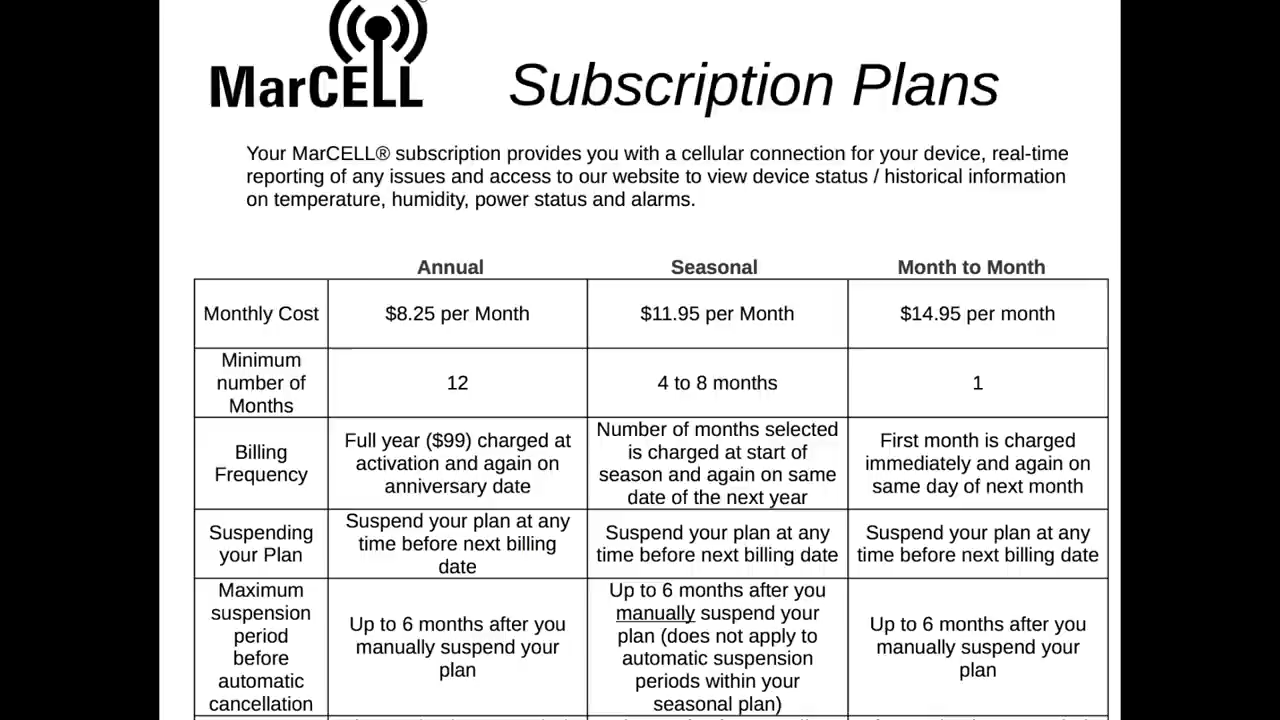 MarCELL
Subscription Plans
Your MarCELL® subscription provides you with a cellular connection for your device, real-time
reporting of any issues and access to our website to view device status / historical information
on temperature, humidity, power status and alarms.
Annual
Seasonal
Month to Month
Monthly Cost
$8.25 per Month
$11.95 per Month
$14.95 per month
Minimum
number of
Months
12
4 to 8 months
1
Billing
Frequency
Full year ($99) charged at
activation and again on
anniversary date
Number of months selected
is charged at start of
season and again on same
date of the next year
First month is charged
immediately and again on
same day of next month
Suspending
your Plan
Suspend your plan at any
time before next billing
date
Suspend your plan at any
time before next billing date
Suspend your plan at any
time before next billing date
Maximum
suspension
period
before
automatic
cancellation
Up to 6 months after you
manually suspend your
plan
Up to 6 months after you
manually suspend your
plan (does not apply to
automatic suspension
periods within your
seasonal plan)
Up to 6 months after you
manually suspend your
plan